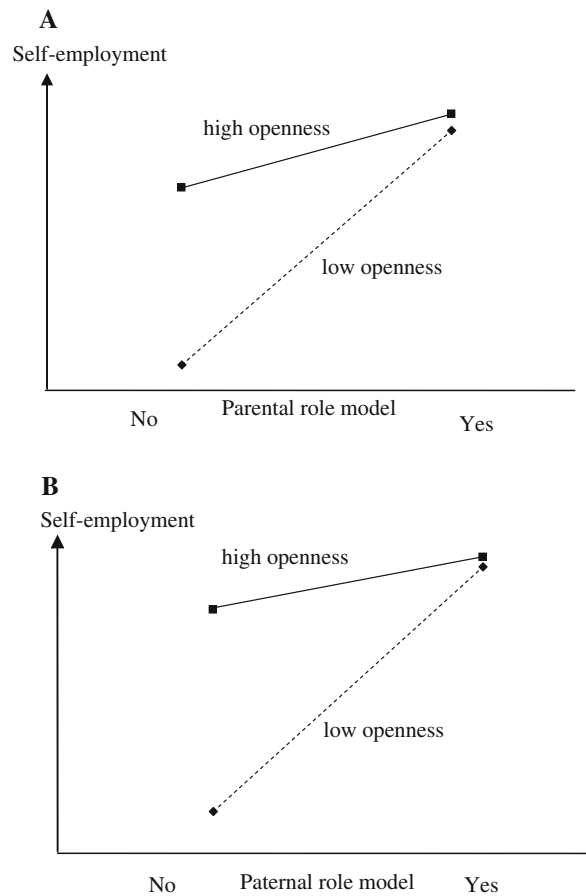 A
Self-employment
high openness
low openness
No Parental role model Yes
B
Self-employment
high openness
low openness
No Paternal role model Yes